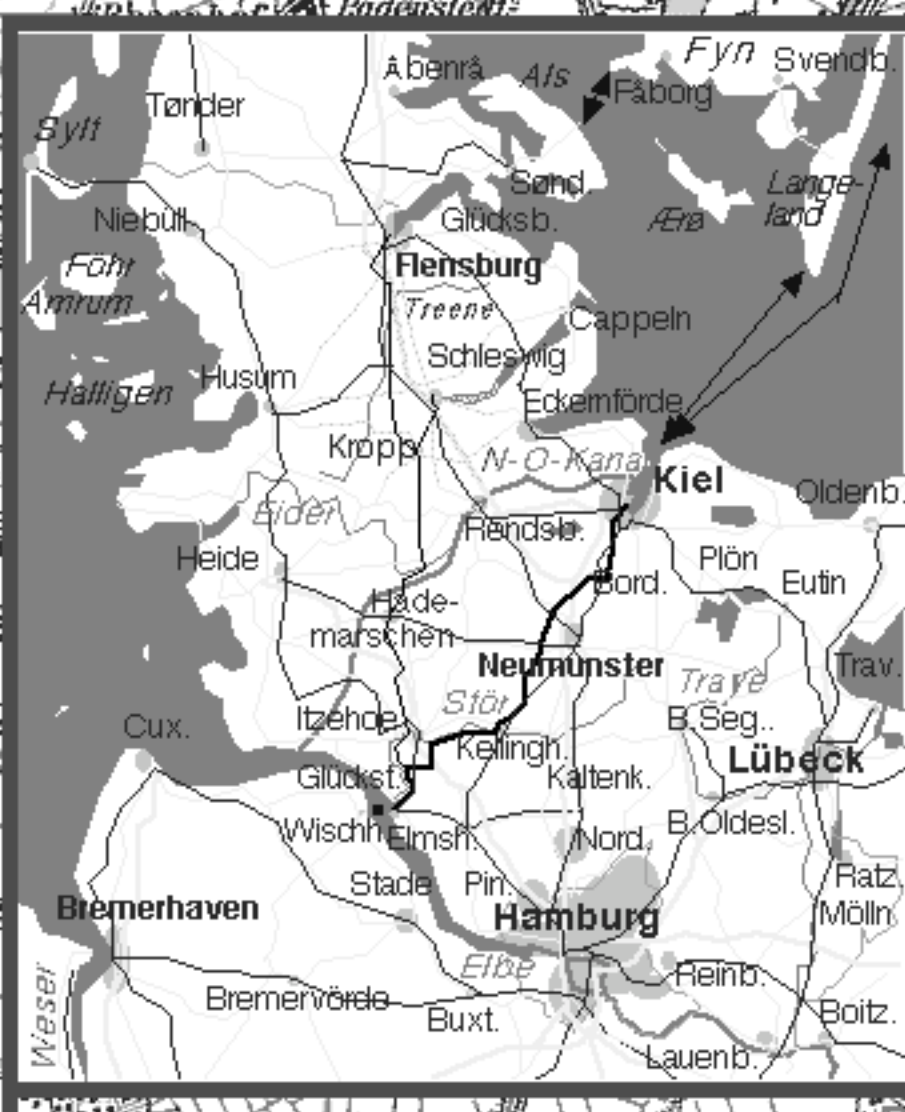 Fyn
Svendb.
Åbenrå
Als
Fåborg
Tønder
Sylt
Sønd.
Lange-
land
Niebüll
Glücksb.
Ærø
Föhr
Flensburg
Amrum
Treene
Cappeln
Schleswig
Husum
Halligen
Eckernförde
Kropp
N-O-Kanal
Kiel
Oldenb.
Eider
Rendsb.
Heide
Plön
Bord.
Eutin
Hade-
marschen
Neumünster
Trave
Trav.
Stör
Itzehoe
B.Seg..
Cux.
Kellingh.
Lübeck
Glückst.
Kaltenk.
Wischh.
Elmsh.
Nord.
B.Oldesl.
Stade
Pin.
Ratz.
Bremerhaven
Hamburg
Mölln
Elbe
Reinb.
Weser
Bremervörde
Buxt.
Boitz.
Lauenb.